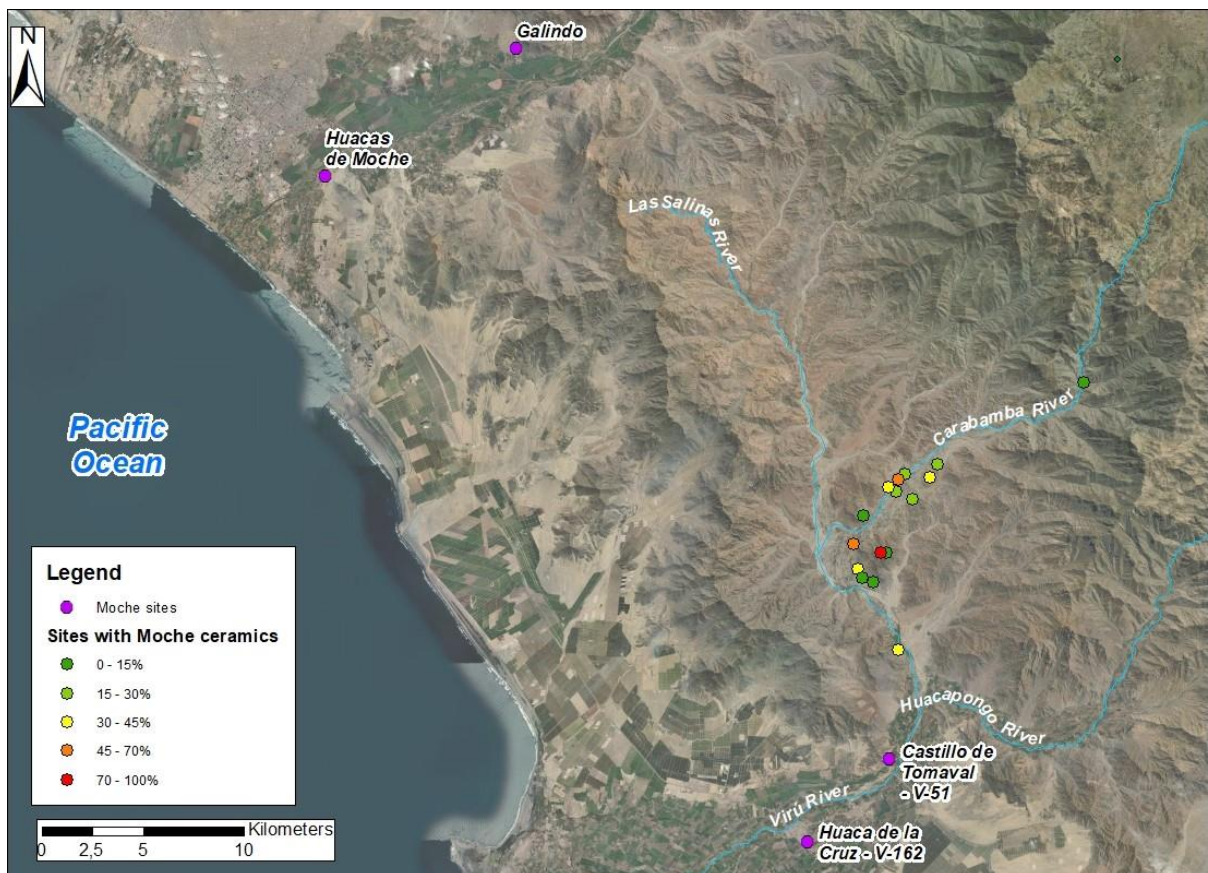 N
Galindo
Huacas
de Moche
Las Salinas River
Carabamba River
Pacific
Ocean
Huacapongo River
Castillo de
Tomaval
- V-51
Virú River
Huaca de la
Cruz - V-162
Legend
Moche sites
Sites with Moche ceramics
0 - 15%
15 - 30%
30 - 45%
45 - 70%
70 - 100%
Kilometers
0 2,5 5 10